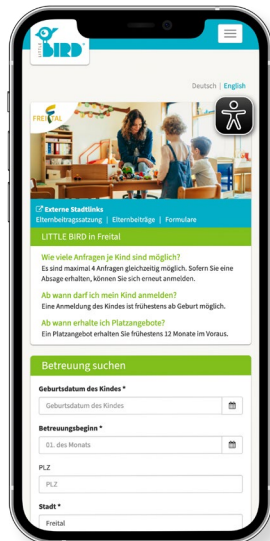 LITTLE
BIRD
Deutsch | English
FREITAL
Externe Stadtlinks
Elternbeitragssatzung | Elternbeiträge | Formulare
LITTLE BIRD in Freital
Wie viele Anfragen je Kind sind möglich?
Es sind maximal 4 Anfragen gleichzeitig möglich. Sofern Sie eine
Absage erhalten, können Sie sich erneut anmelden.
Ab wann darf ich mein Kind anmelden?
Eine Anmeldung des Kindes ist frühestens ab Geburt möglich.
Ab wann erhalte ich Platzangebote?
Ein Platzangebot erhalten Sie frühestens 12 Monate im Voraus.
Betreuung suchen
Geburtsdatum des Kindes *
Geburtsdatum des Kindes
Betreuungsbeginn *
01. des Monats
PLZ
PLZ
Stadt *
Freital